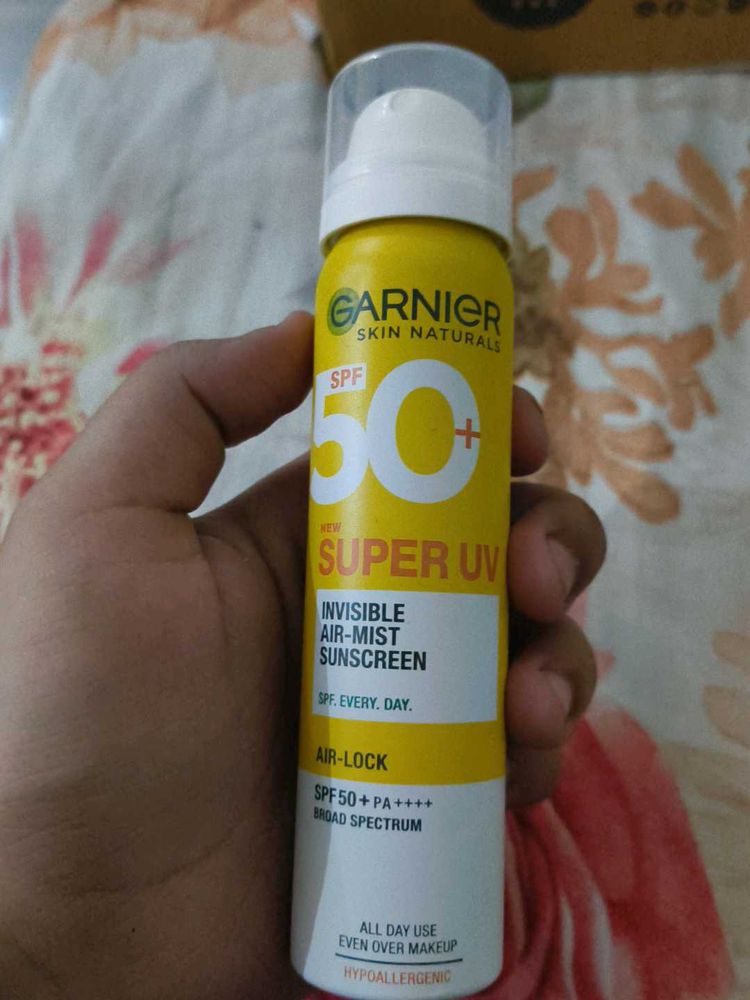 GARNIER
SKIN NATURALS
SPF
50+
NEW
SUPER UV
INVISIBLE
AIR-MIST
SUNSCREEN
SPF. EVERY. DAY.
AIR-LOCK
SPF50+ PA++++
BROAD SPECTRUM
ALL DAY USE
EVEN OVER MAKEUP
HYPOALLERGENIC